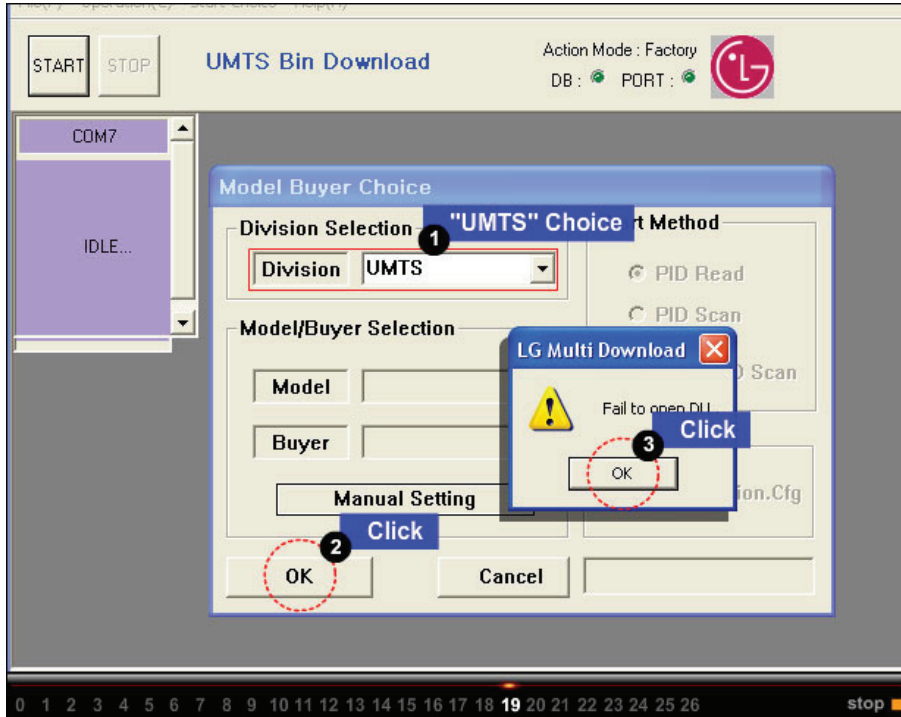 START
STOP
UMTS Bin Download
Action Mode : Factory
DB :
PORT :
LG
COM7
IDLE...
Model Buyer Choice
Division Selection
1
"UMTS" Choice
rt Method
Division
UMTS
PID Read
PID Scan
D Scan
Model/Buyer Selection
Model
Buyer
Manual Setting
LG Multi Download
Fail to open
3
Click
OK
ion.Cfg
2
Click
OK
Cancel
0 1 2 3 4 5 6 7 8 9 10 11 12 13 14 15 16 17 18 19 20 21 22 23 24 25 26
stop